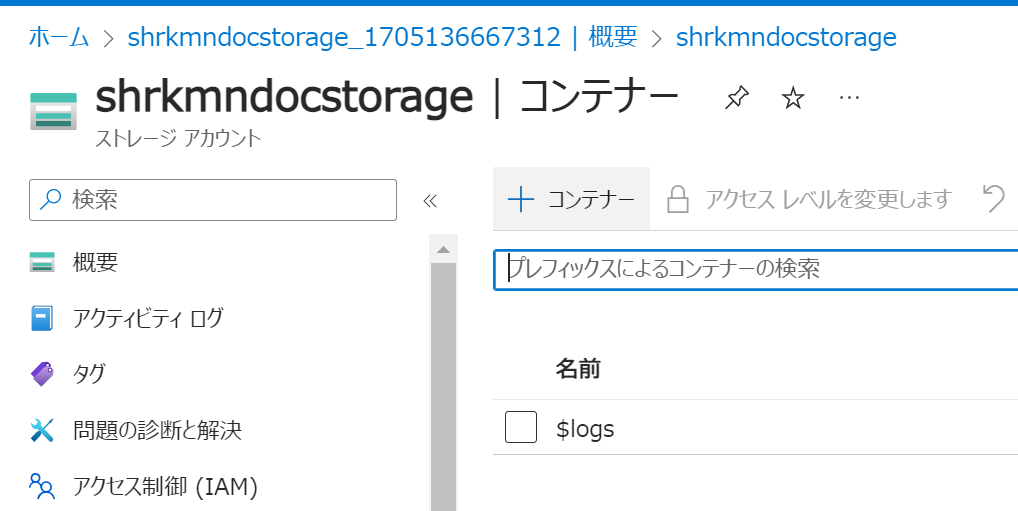 ホーム > shrkmndocstorage_1705136667312 | 概要 > shrkmndocstorage
shrkmndocstorage | コンテナー
ストレージ アカウント
検索
概要
アクティビティ ログ
タグ
問題の診断と解決
アクセス制御 (IAM)
コンテナー アクセス レベルを変更します
プレフィックスによるコンテナーの検索
名前
$logs